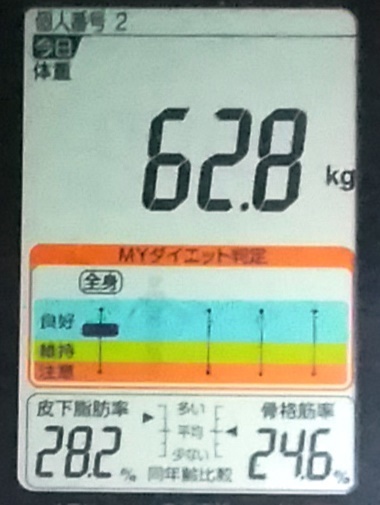 個人番号 2
今日
体重
62.8 kg
MYダイエット判定
全身
良好
維持
注意
皮下脂肪率 多い 骨格筋率
平均
少ない
28.2 % 同年齢比較 24.6 %